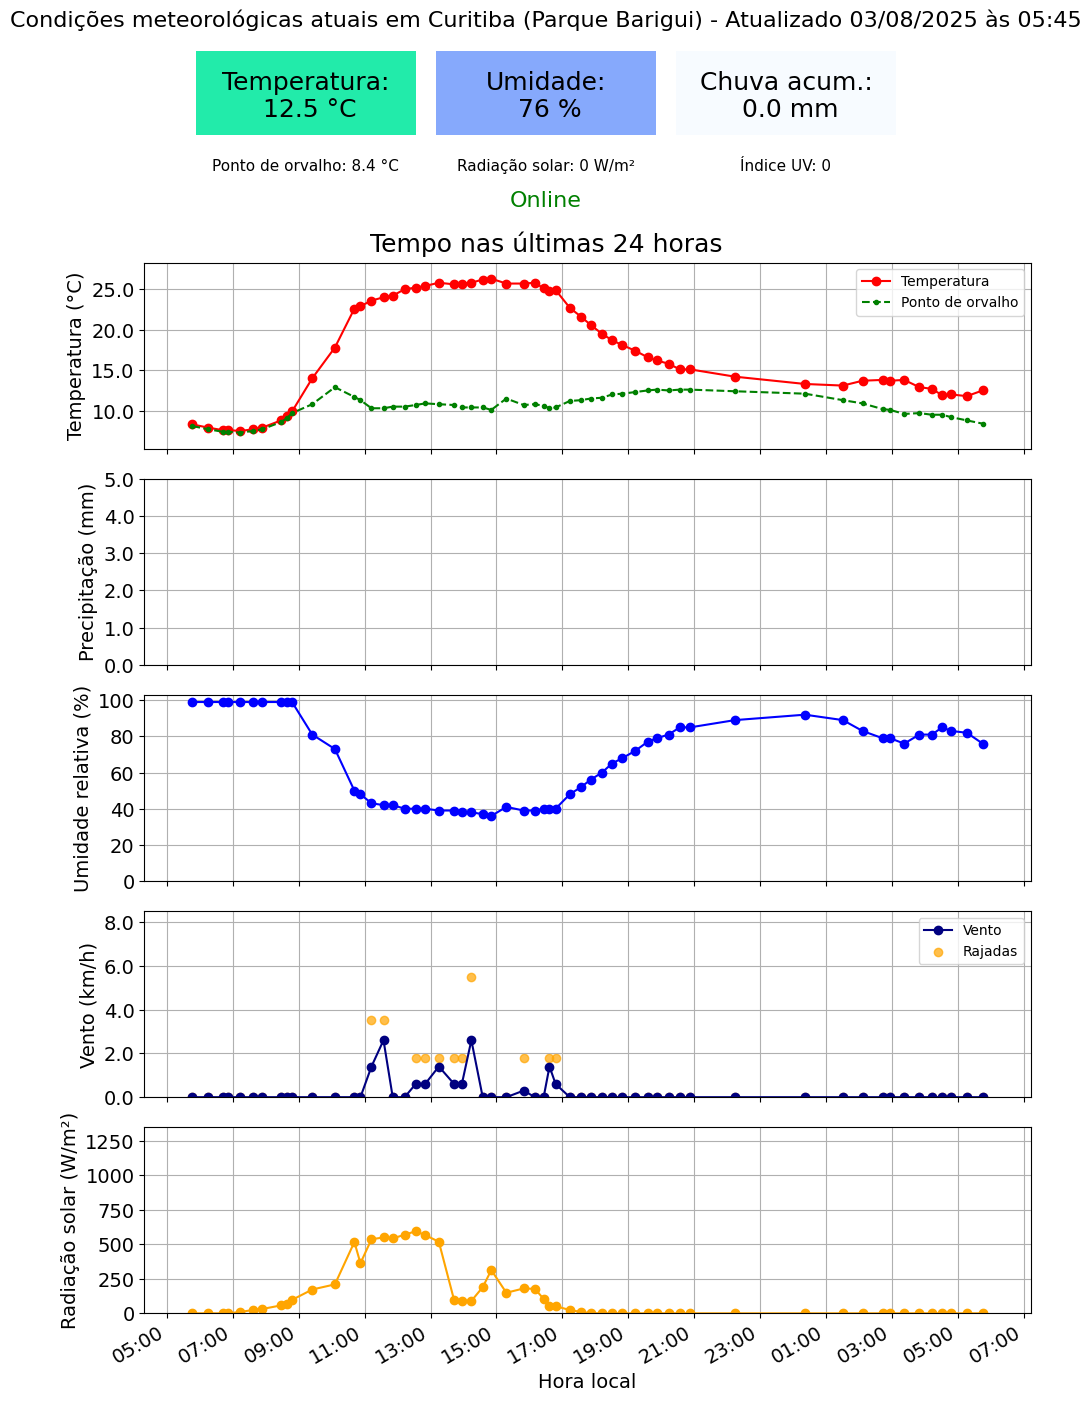 Condições meteorológicas atuais em Curitiba (Parque Barigui) - Atualizado 03/08/2025 às 05:45
Temperatura:
12.5 °C
Umidade:
76 %
Chuva acum.:
0.0 mm
Ponto de orvalho: 8.4 °C
Radiação solar: 0 W/m²
Índice UV: 0
Online
Tempo nas últimas 24 horas
Temperatura (°C)
25.0
20.0
15.0
10.0
Temperatura
Ponto de orvalho
Precipitação (mm)
5.0
4.0
3.0
2.0
1.0
0.0
Umidade relativa (%)
100
80
60
40
20
0
Vento (km/h)
8.0
6.0
4.0
2.0
0.0
Vento
Rajadas
Radiação solar (W/m²)
1250
1000
750
500
250
0
05:00
07:00
09:00
11:00
13:00
15:00
17:00
19:00
21:00
23:00
01:00
03:00
05:00
07:00
Hora local